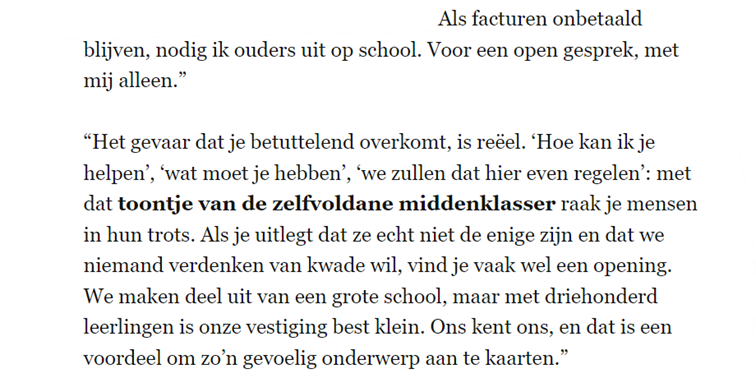 Als facturen onbetaald
blijven, nodig ik ouders uit op school. Voor een open gesprek, met
mij alleen.”
“Het gevaar dat je betuttelend overkomt, is reëel. ‘Hoe kan ik je
helpen’, ‘wat moet je hebben’, ‘we zullen dat hier even regelen’: met
dat toontje van de zelfvoldane middenklasser raak je mensen
in hun trots. Als je uitlegt dat ze echt niet de enige zijn en dat we
niemand verdenken van kwade wil, vind je vaak wel een opening.
We maken deel uit van een grote school, maar met driehonderd
leerlingen is onze vestiging best klein. Ons kent ons, en dat is een
voordeel om zo’n gevoelig onderwerp aan te kaarten.”